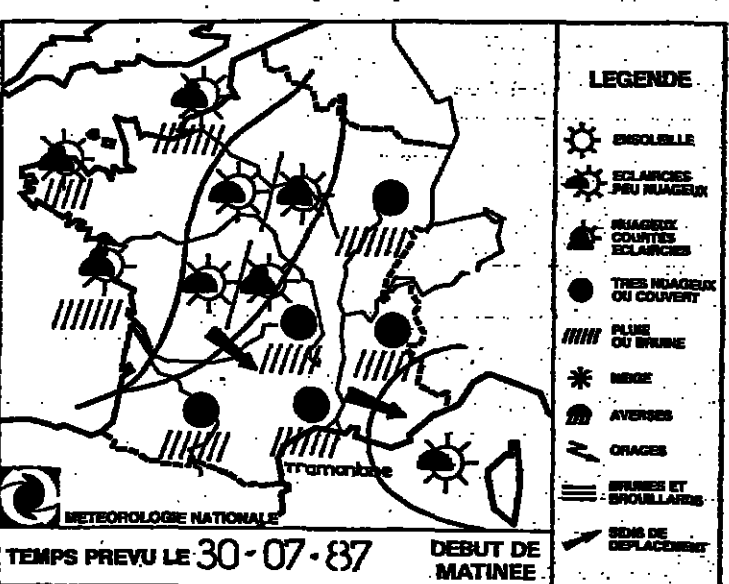 LEGENDE
ENSOLEILLE
ECLAIRCIES
PEU NUAGEUX
NUAGEUX
COURTES
ECLAIRCIES
TRES NUAGEUX
OU COUVERT
PLUIE
OU BRUINE
NEIGE
AVERSES
ORAGES
BRUMES ET
BROUILLARDS
SENS DE
DEPLACEMENT
Tramontane
METEOROLOGIE NATIONALE
TEMPS PREVU LE 30-07-87 DEBUT DE
MATINEE